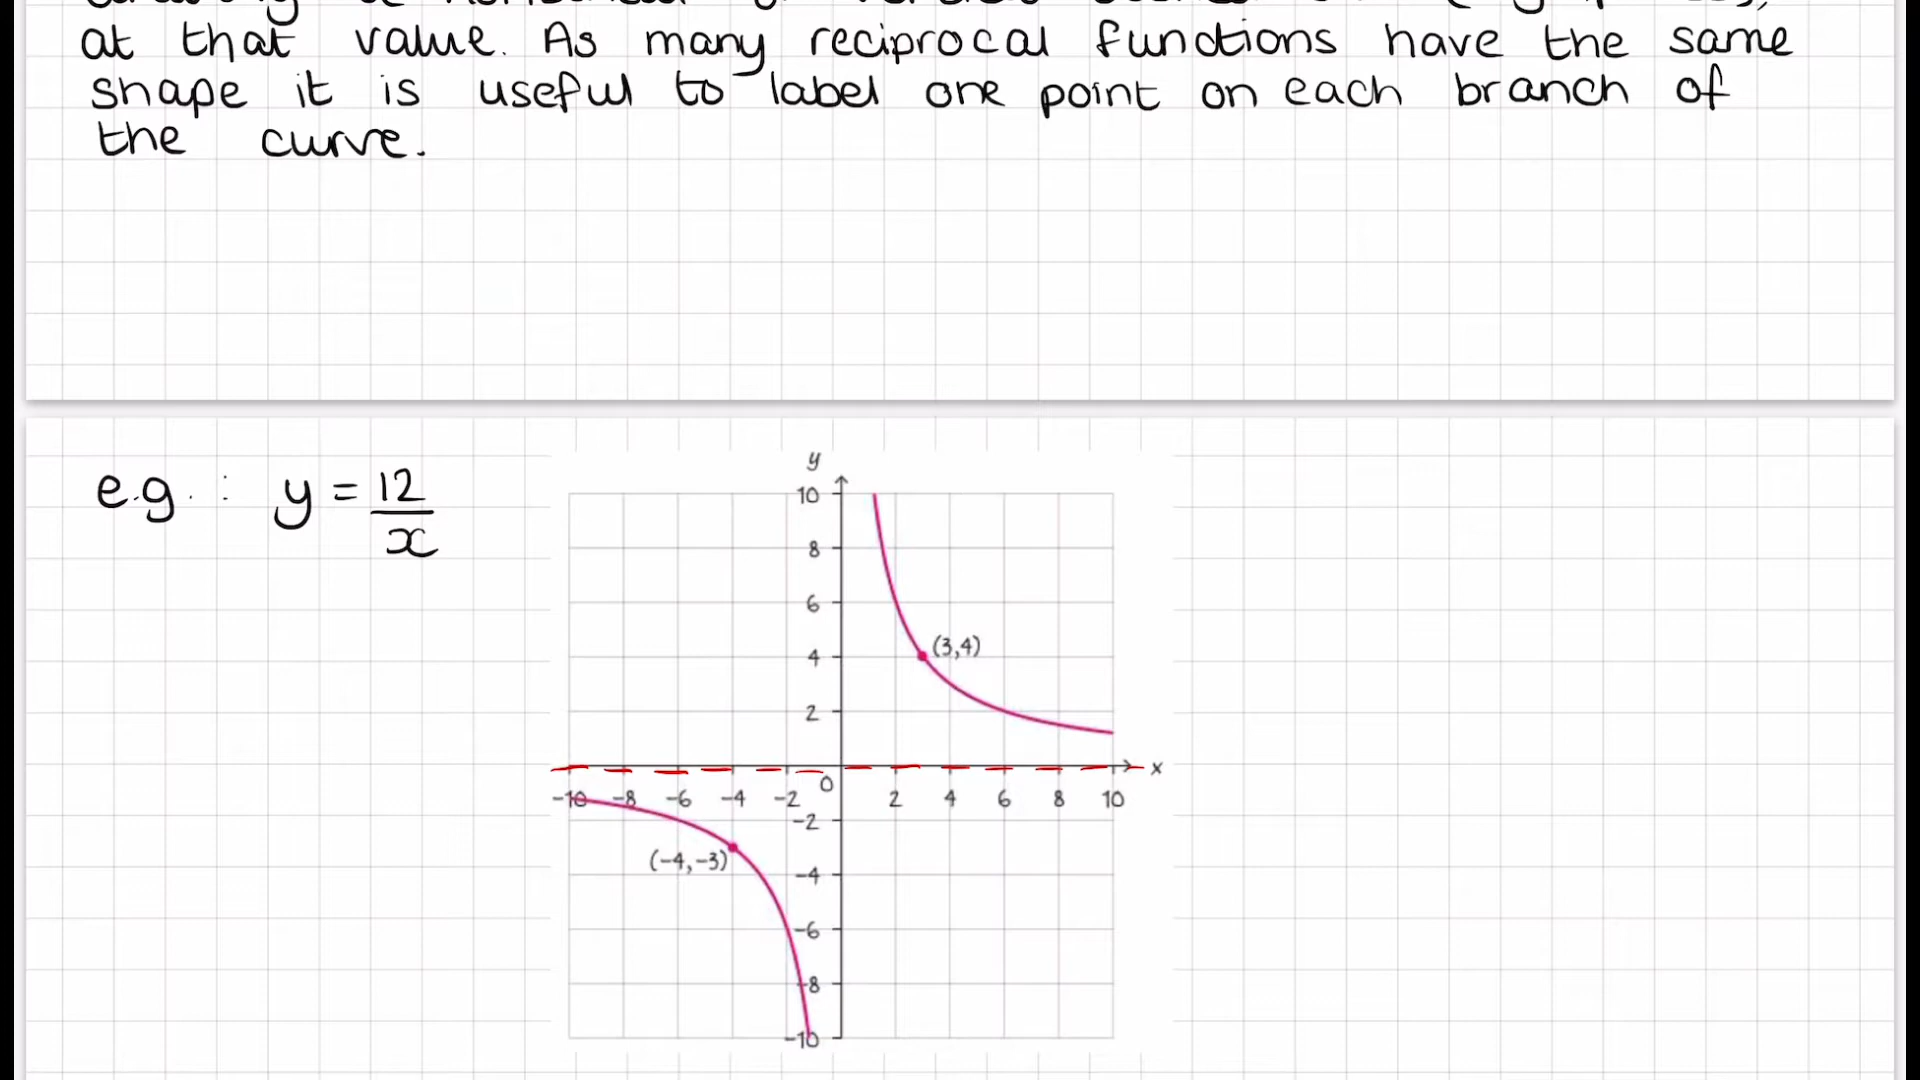 at that value. As many reciprocal functions have the same
shape it is useful to label one point on each branch of
the curve.
e.g. : y = 12/x
y
10
8
6
(3,4)
4
2
x
0
-10 -8 -6 -4 -2 2 4 6 8 10
-2
(-4,-3)
-4
-6
-8
-10